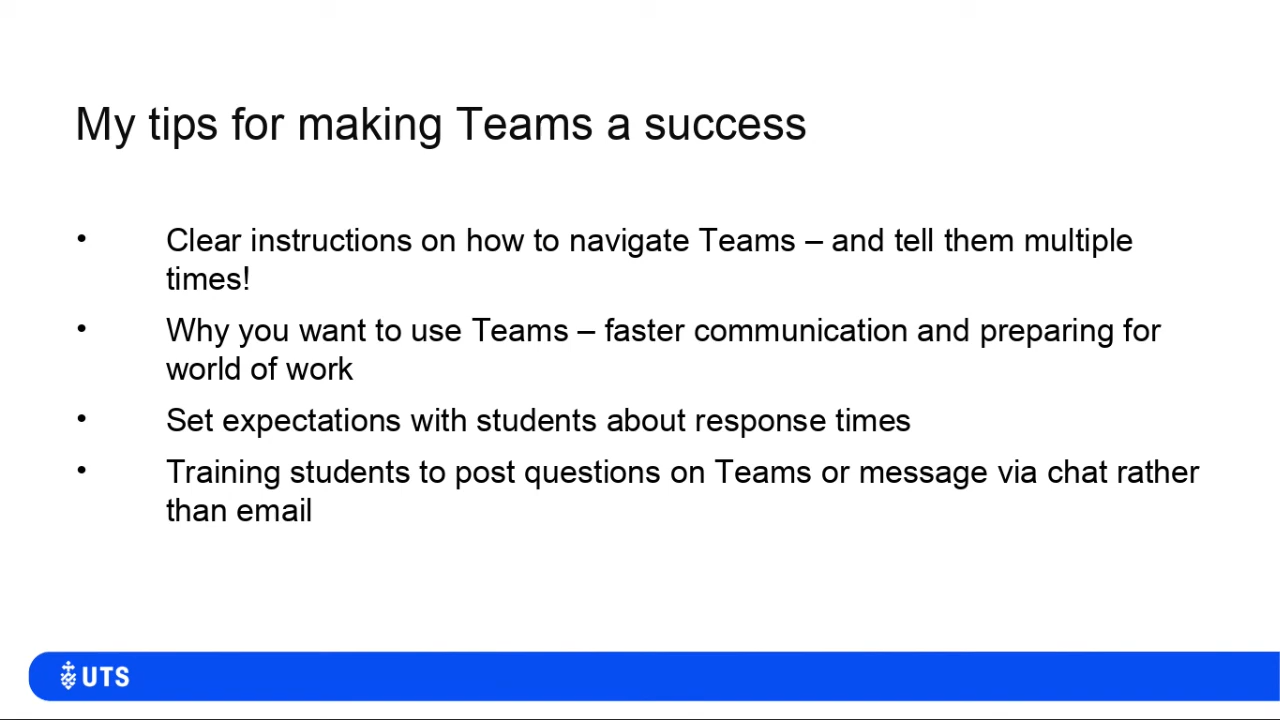 My tips for making Teams a success
• Clear instructions on how to navigate Teams – and tell them multiple
times!
• Why you want to use Teams – faster communication and preparing for
world of work
• Set expectations with students about response times
• Training students to post questions on Teams or message via chat rather
than email
UTS